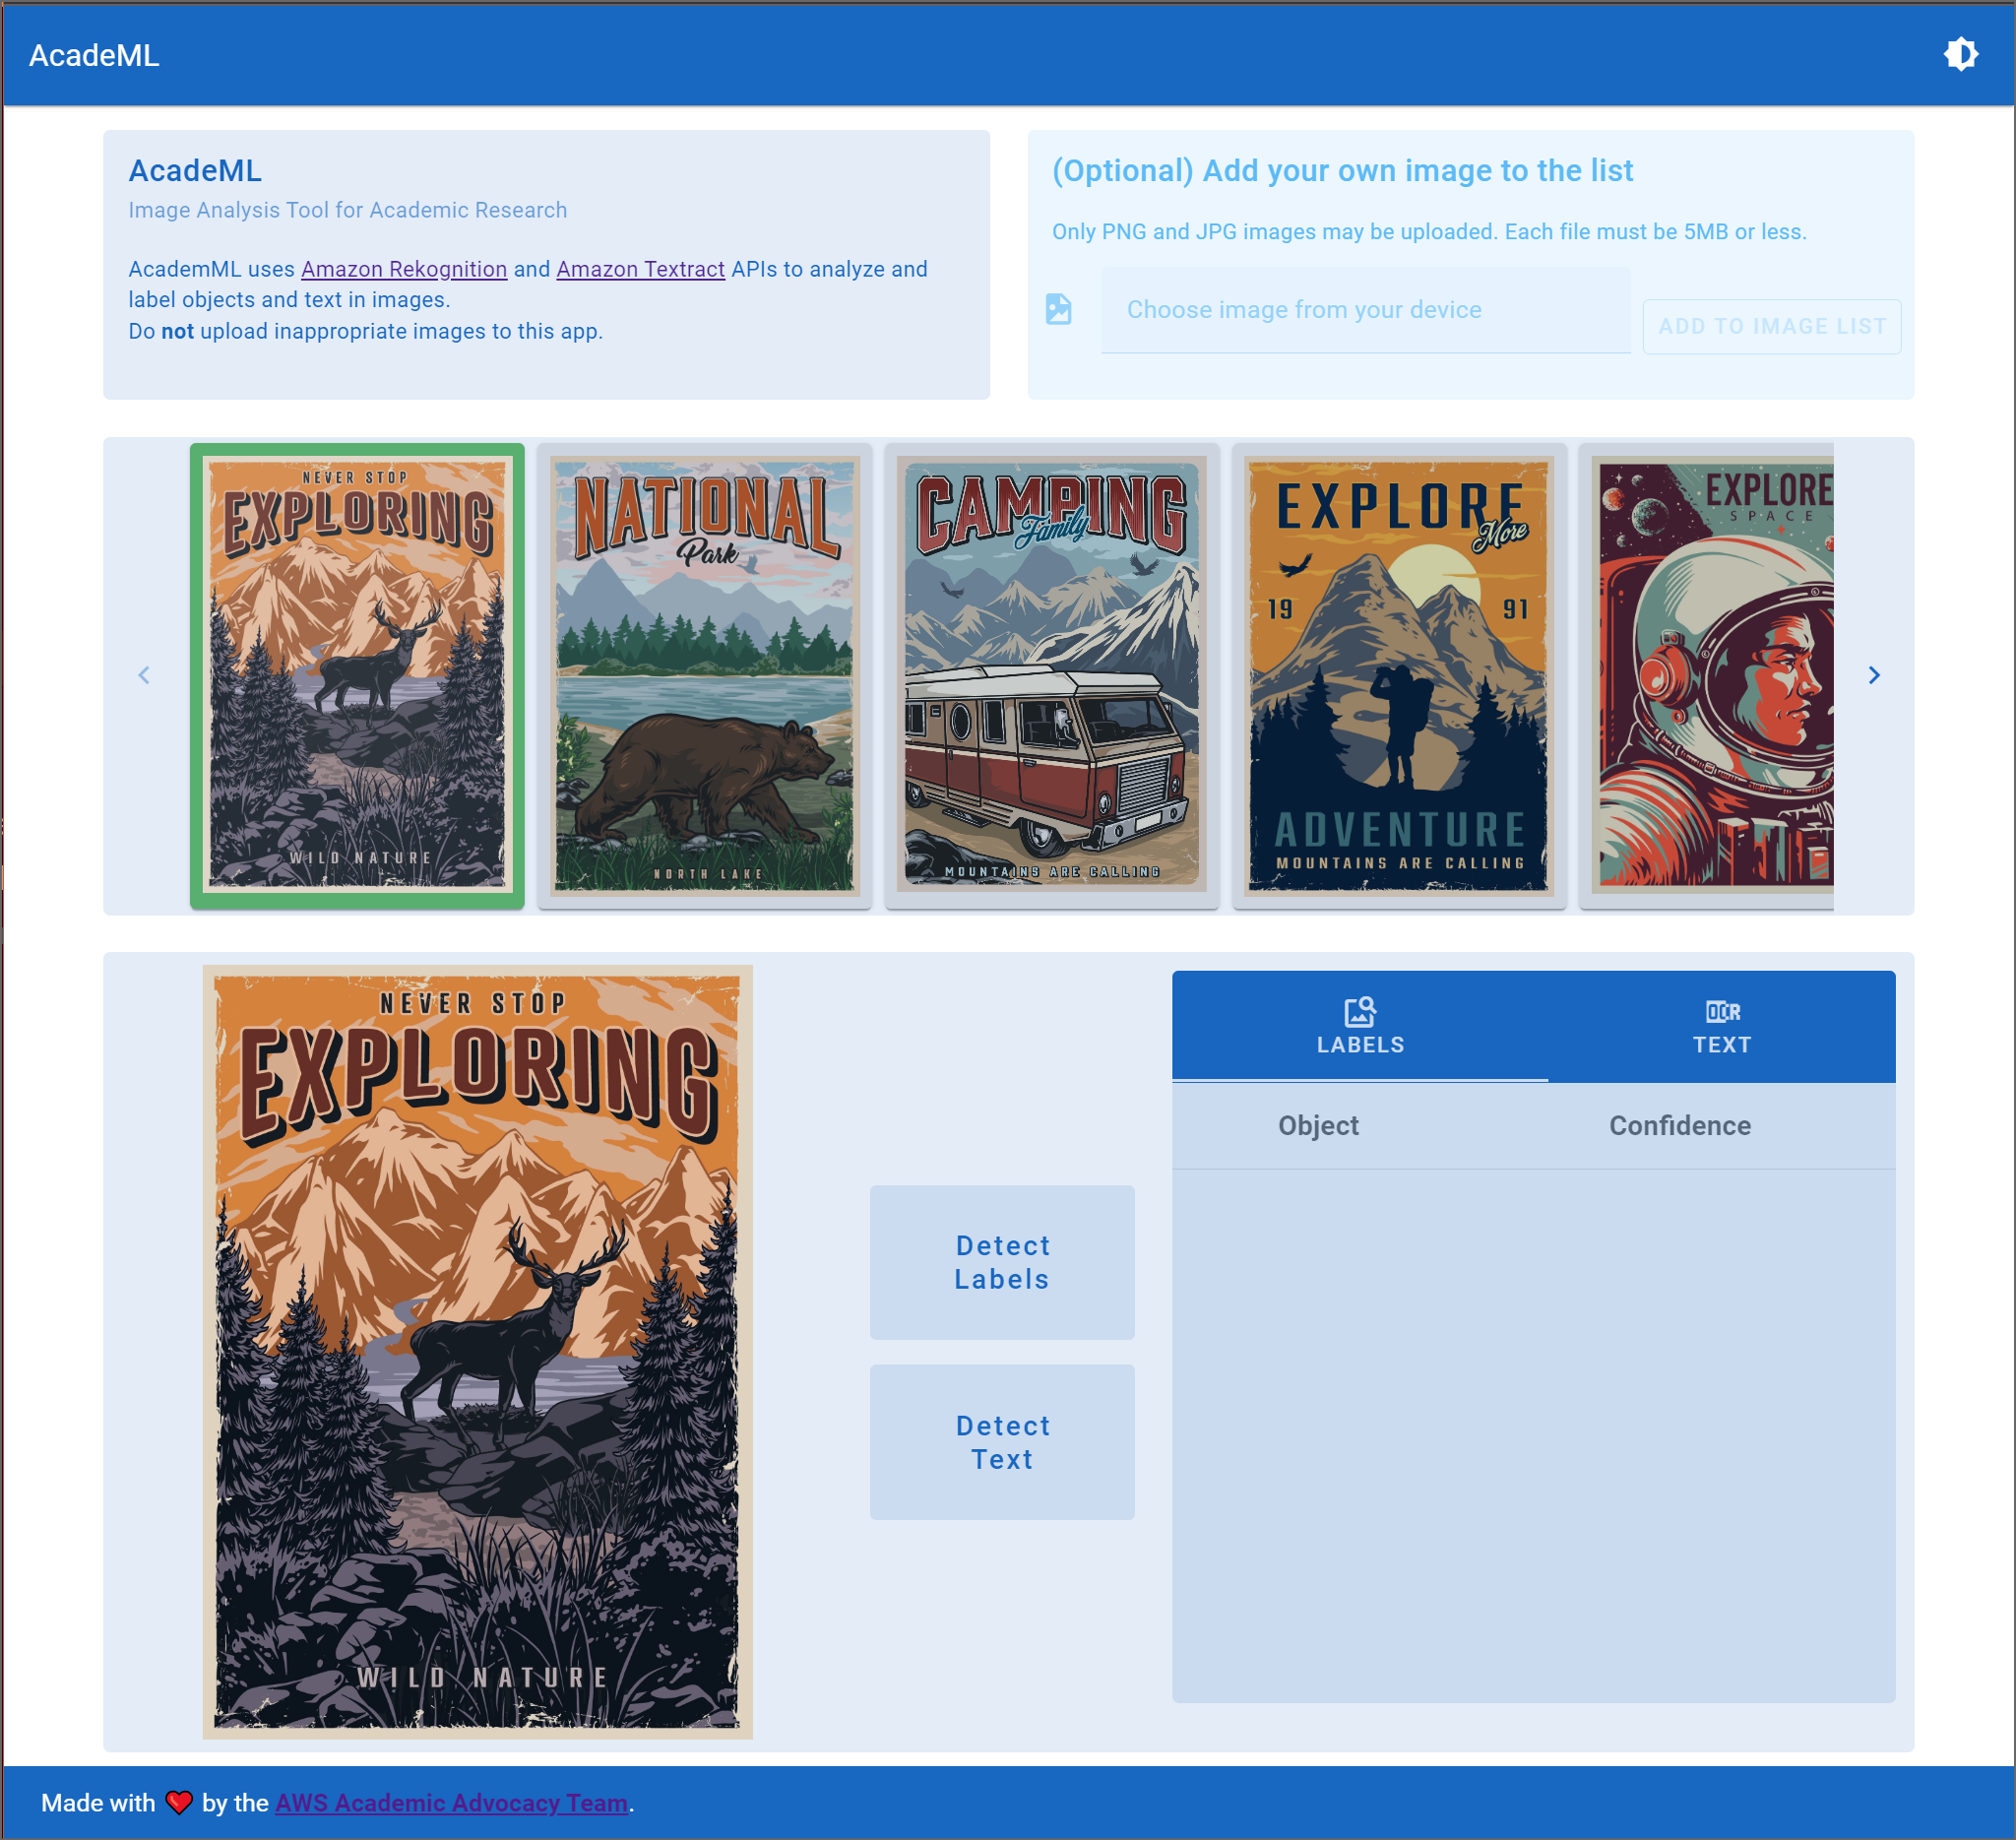 AcadeML
AcadeML
Image Analysis Tool for Academic Research
AcademML uses Amazon Rekognition and Amazon Textract APIs to analyze and
label objects and text in images.
Do not upload inappropriate images to this app.
(Optional) Add your own image to the list
Only PNG and JPG images may be uploaded. Each file must be 5MB or less.
Choose image from your device
ADD TO IMAGE LIST
NEVER STOP
EXPLORING
WILD NATURE
NATIONAL
Park
NORTH LAKE
CAMPING
Family
MOUNTAINS ARE CALLING
EXPLORE
More
19 91
ADVENTURE
MOUNTAINS ARE CALLING
EXPLORE
SPACE
NEVER STOP
EXPLORING
WILD NATURE
Detect
Labels
Detect
Text
LABELS
OCR
TEXT
Object Confidence
Made with ❤️ by the AWS Academic Advocacy Team.